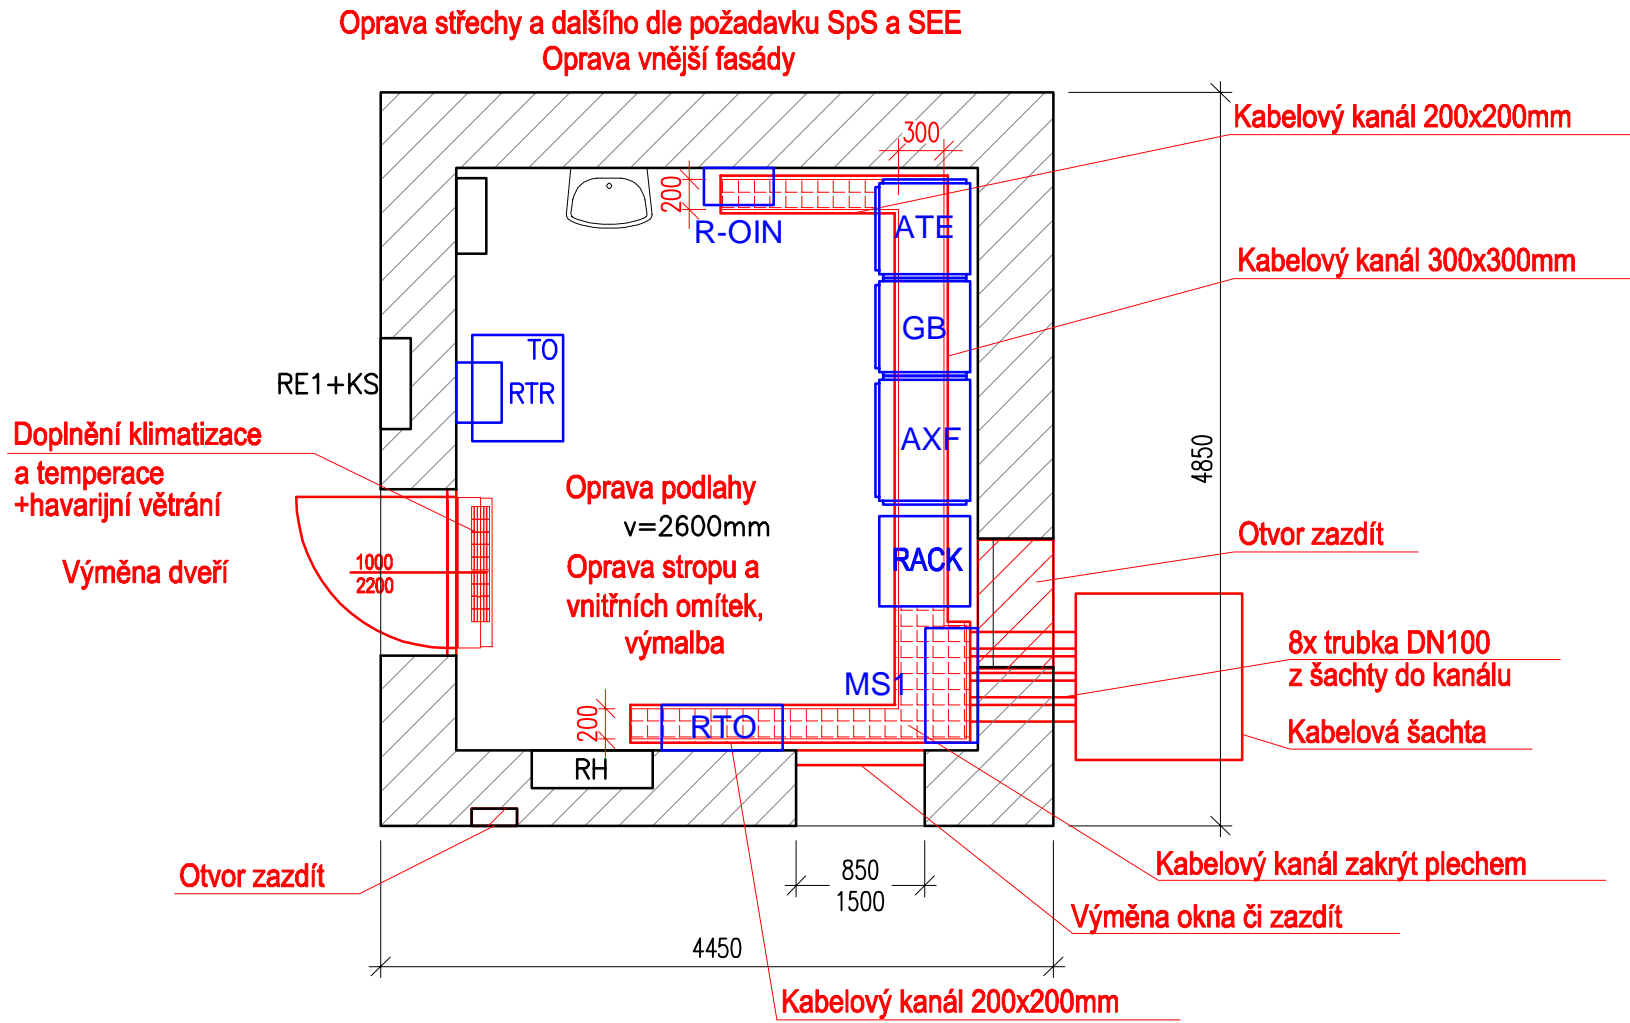 Oprava střechy a dalšího dle požadavku SpS a SEE
Oprava vnější fasády
Kabelový kanál 200x200mm
300
200
R-OIN
ATE
Kabelový kanál 300x300mm
GB
TO
RTR
RE1+KS
AXF
Doplnění klimatizace
a temperace
+havarijní větrání
4850
Oprava podlahy
v=2600mm
Otvor zazdít
Výměna dveří
1000
2200
Oprava stropu a
vnitřních omítek,
výmalba
RACK
8x trubka DN100
z šachty do kanálu
MS1
200
RTO
Kabelová šachta
RH
Otvor zazdít
850
1500
Kabelový kanál zakrýt plechem
Výměna okna či zazdít
4450
Kabelový kanál 200x200mm